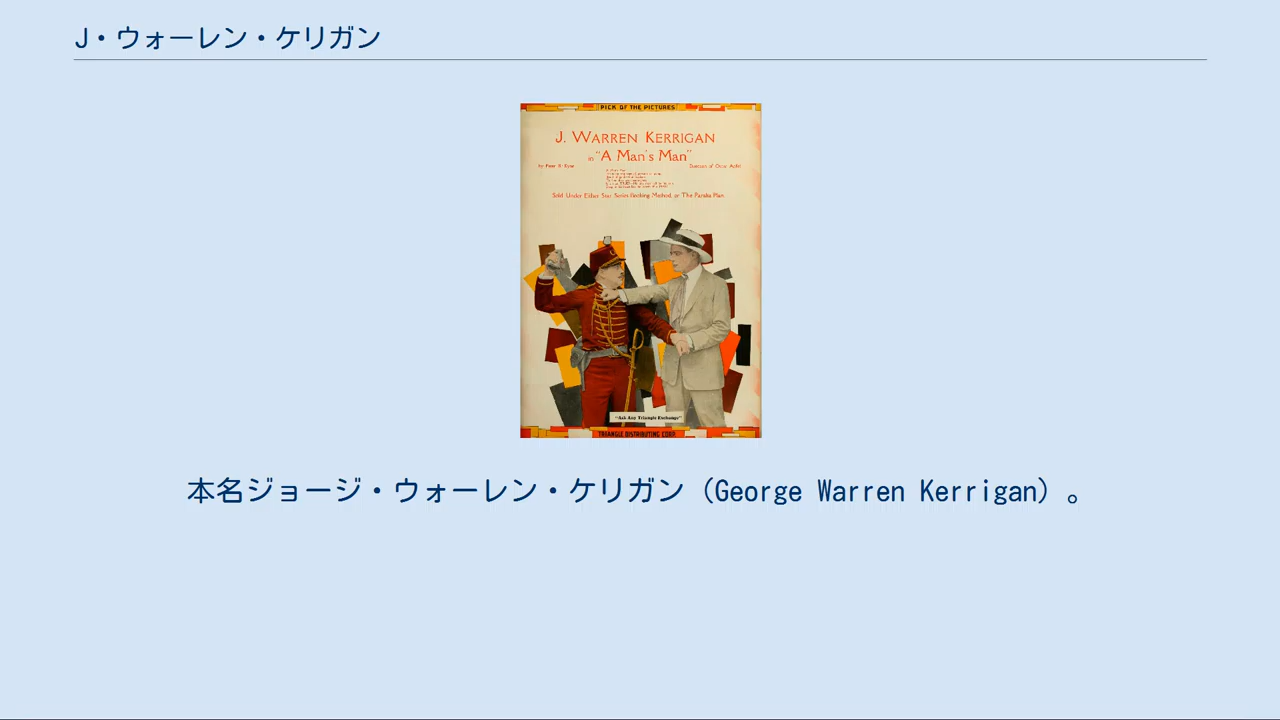 J・ウォーレン・ケリガン
PICK OF THE PICTURES
J. WARREN KERRIGAN
in "A Man's Man"
Sold Under Either Star Series Booking Method, or The Paralta Plan
"Ask Any Triangle Exchange"
TRIANGLE DISTRIBUTING CORP.
本名ジョージ・ウォーレン・ケリガン（George Warren Kerrigan）。